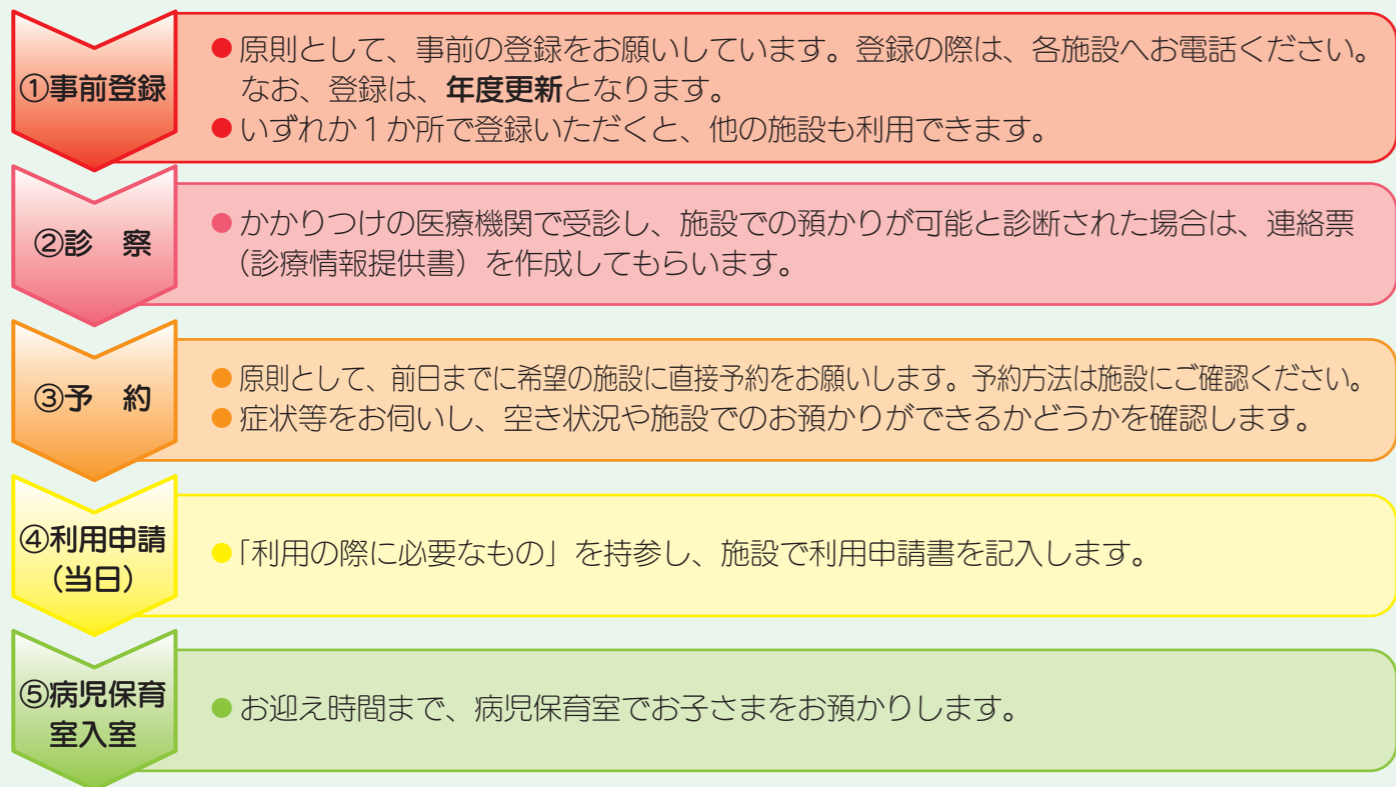 ①事前登録
●原則として、事前の登録をお願いしています。登録の際は、各施設へお電話ください。
なお、登録は、年度更新となります。
●いずれか１か所で登録いただくと、他の施設も利用できます。
②診　察
●かかりつけの医療機関で受診し、施設での預かりが可能と診断された場合は、連絡票
（診療情報提供書）を作成してもらいます。
③予　約
●原則として、前日までに希望の施設に直接予約をお願いします。予約方法は施設にご確認ください。
●症状等をお伺いし、空き状況や施設でのお預かりができるかどうかを確認します。
④利用申請
（当日）
●「利用の際に必要なもの」を持参し、施設で利用申請書を記入します。
⑤病児保育
室入室
●お迎え時間まで、病児保育室でお子さまをお預かりします。